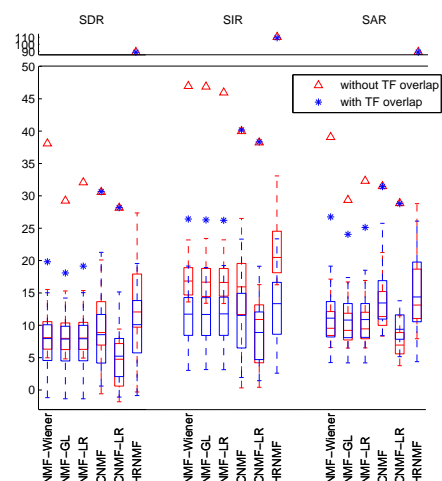 SDR SIR SAR
110
100
90
50
45
40
35
30
25
20
15
10
5
0
without TF overlap
with TF overlap
NMF−Wiener
NMF−GL
NMF−LR
CNMF
CNMF−LR
HRNMF
NMF−Wiener
NMF−GL
NMF−LR
CNMF
CNMF−LR
HRNMF
NMF−Wiener
NMF−GL
NMF−LR
CNMF
CNMF−LR
HRNMF